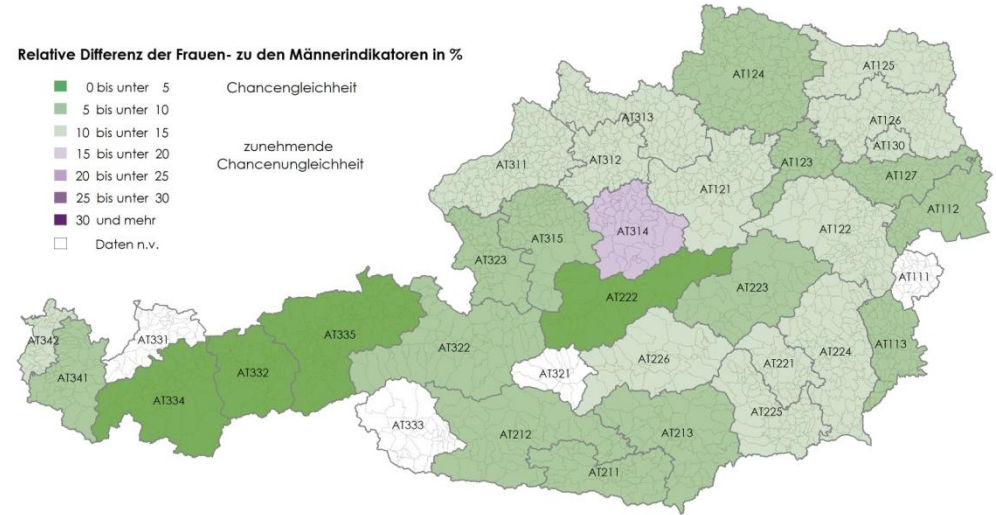 Relative Differenz der Frauen- zu den Männerindikatoren in %
0 bis unter 5 Chancengleichheit
5 bis unter 10
10 bis unter 15
15 bis unter 20 zunehmende
20 bis unter 25 Chancenungleichheit
25 bis unter 30
30 und mehr
Daten n.v.
AT124
AT125
AT126
AT130
AT313
AT311
AT312
AT123
AT127
AT121
AT112
AT122
AT314
AT315
AT323
AT111
AT222
AT223
AT335
AT331
AT342
AT322
AT113
AT224
AT226
AT221
AT321
AT332
AT341
AT334
AT225
AT333
AT212
AT213
AT211